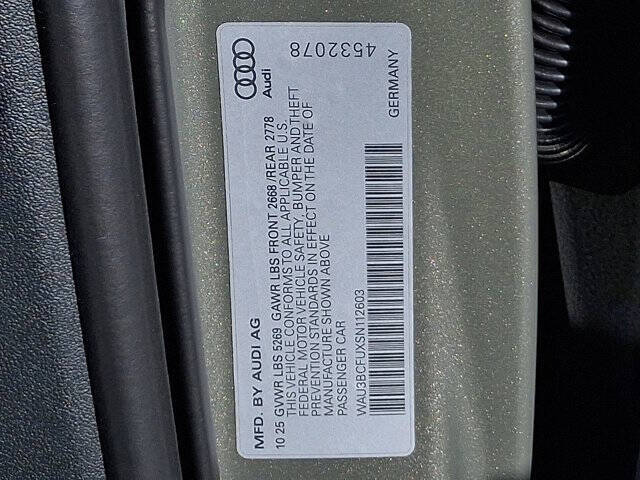 MFD. BY AUDI AG
Audi
10 25 GVWR LBS 5269 GAWR LBS FRONT 2668 /REAR 2778
THIS VEHICLE CONFORMS TO ALL APPLICABLE U.S.
FEDERAL MOTOR VEHICLE SAFETY, BUMPER AND THEFT
PREVENTION STANDARDS IN EFFECT ON THE DATE OF
MANUFACTURE SHOWN ABOVE
PASSENGER CAR
WAU3BCFUXSN112603
GERMANY
4532078